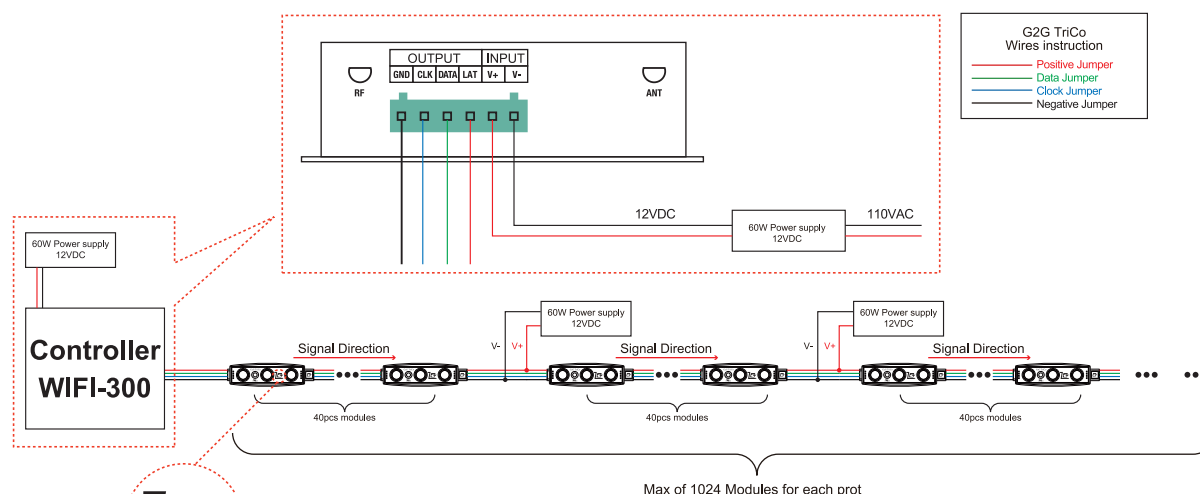 G2G TriCo
Wires instruction
Positive Jumper
Data Jumper
Clock Jumper
Negative Jumper
OUTPUT INPUT
GND CLK DATA LAT V+ V-
RF
ANT
12VDC
60W Power supply
12VDC
110VAC
60W Power supply
12VDC
Controller
WIFI-300
60W Power supply
12VDC
V-
V+
60W Power supply
12VDC
V-
V+
Signal Direction
Signal Direction
Signal Direction
40pcs modules
40pcs modules
40pcs modules
Max of 1024 Modules for each prot